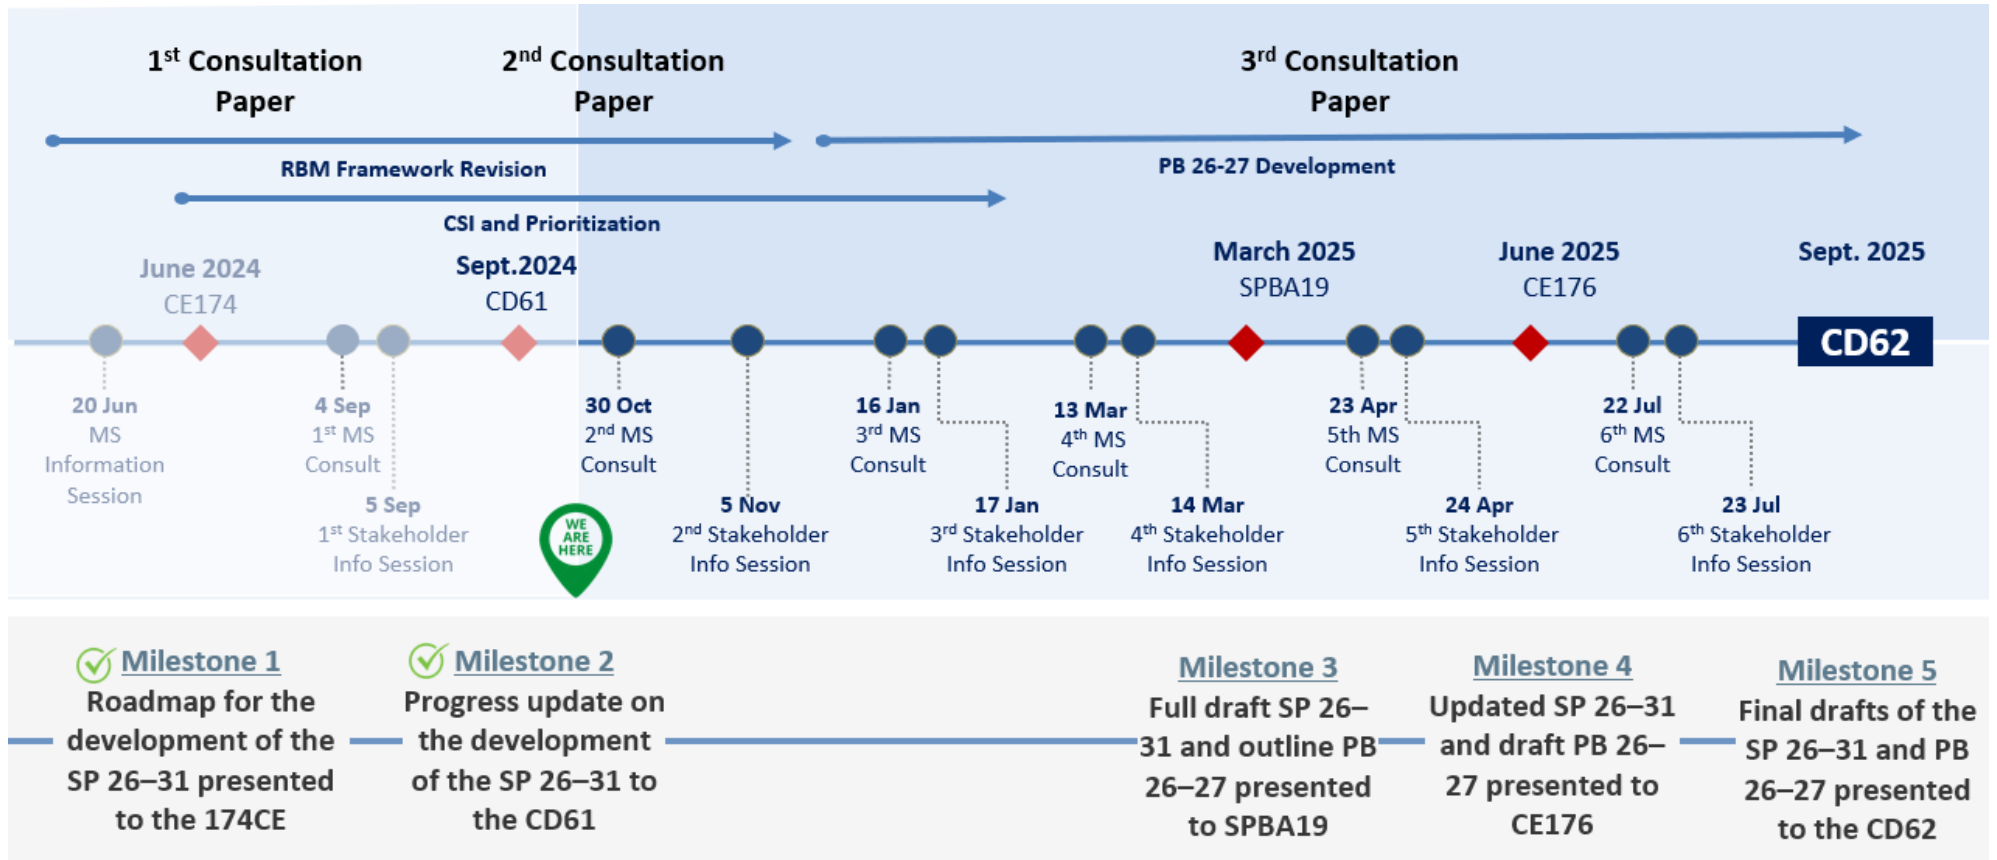 1st Consultation
Paper
2nd Consultation
Paper
3rd Consultation
Paper
RBM Framework Revision
PB 26-27 Development
CSI and Prioritization
June 2024
CE174
Sept.2024
CD61
March 2025
SPBA19
June 2025
CE176
Sept. 2025
CD62
20 Jun
MS
Information
Session
4 Sep
1st MS
Consult
5 Sep
1st Stakeholder
Info Session
WE
ARE
HERE
30 Oct
2nd MS
Consult
5 Nov
2nd Stakeholder
Info Session
16 Jan
3rd MS
Consult
17 Jan
3rd Stakeholder
Info Session
13 Mar
4th MS
Consult
14 Mar
4th Stakeholder
Info Session
23 Apr
5th MS
Consult
24 Apr
5th Stakeholder
Info Session
22 Jul
6th MS
Consult
23 Jul
6th Stakeholder
Info Session
Milestone 1
Roadmap for the
development of the
SP 26–31 presented
to the 174CE
Milestone 2
Progress update on
the development
of the SP 26–31 to
the CD61
Milestone 3
Full draft SP 26–
31 and outline PB
26–27 presented
to SPBA19
Milestone 4
Updated SP 26–31
and draft PB 26–
27 presented to
CE176
Milestone 5
Final drafts of the
SP 26–31 and PB
26–27 presented
to the CD62